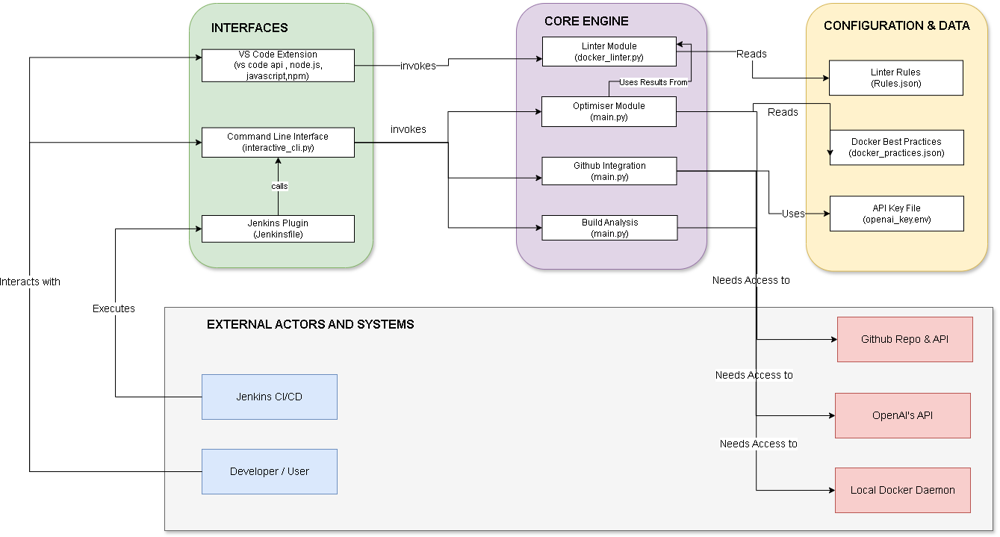 INTERFACES
VS Code Extension
(vs code api , node.js,
javascript,npm)
Command Line Interface
(interactive_cli.py)
calls
Jenkins Plugin
(Jenkinsfile)
invokes
invokes
CORE ENGINE
Linter Module
(docker_linter.py)
Uses Results From
Optimiser Module
(main.py)
Github Integration
(main.py)
Build Analysis
(main.py)
Reads
Reads
Uses
CONFIGURATION & DATA
Linter Rules
(Rules.json)
Docker Best Practices
(docker_practices.json)
API Key File
(openai_key.env)
Interacts with
Executes
Needs Access to
EXTERNAL ACTORS AND SYSTEMS
Github Repo & API
Needs Access to
Jenkins CI/CD
OpenAI's API
Needs Access to
Developer / User
Local Docker Daemon